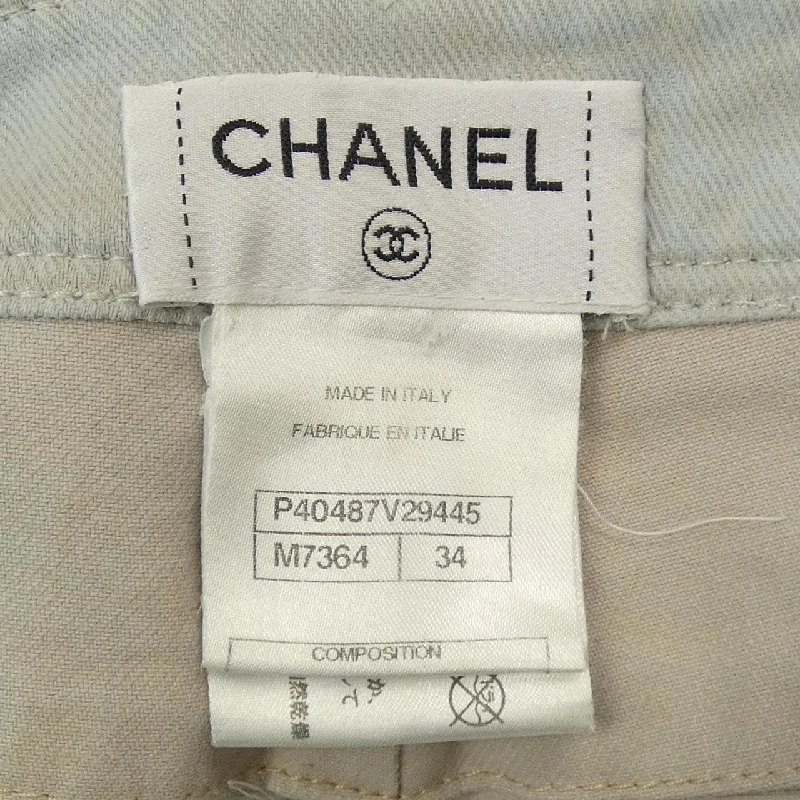 CHANEL
MADE IN ITALY
FABRIQUE EN ITALIE
P40487V29445
M7364 34
COMPOSITION